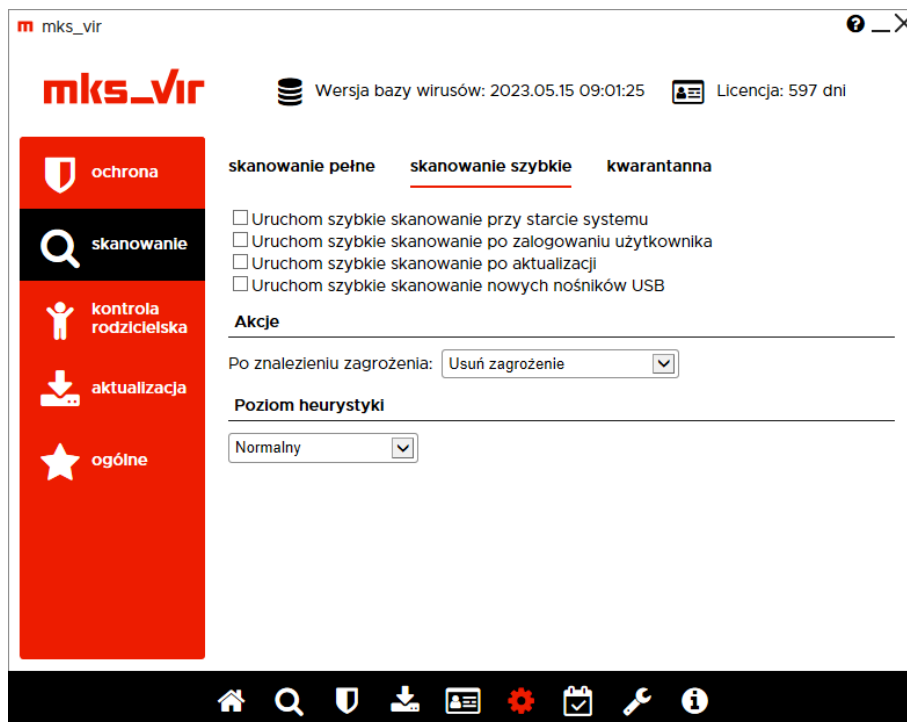 mks_vir
mks_vir
Wersja bazy wirusów: 2023.05.15 09:01:25
Licencja: 597 dni
ochrona
skanowanie
kontrola
rodzicielska
aktualizacja
ogólne
skanowanie pełne
skanowanie szybkie
kwarantanna
Uruchom szybkie skanowanie przy starcie systemu
Uruchom szybkie skanowanie po zalogowaniu użytkownika
Uruchom szybkie skanowanie po aktualizacji
Uruchom szybkie skanowanie nowych nośników USB
Akcje
Po znalezieniu zagrożenia: Usuń zagrożenie
Poziom heurystyki
Normalny